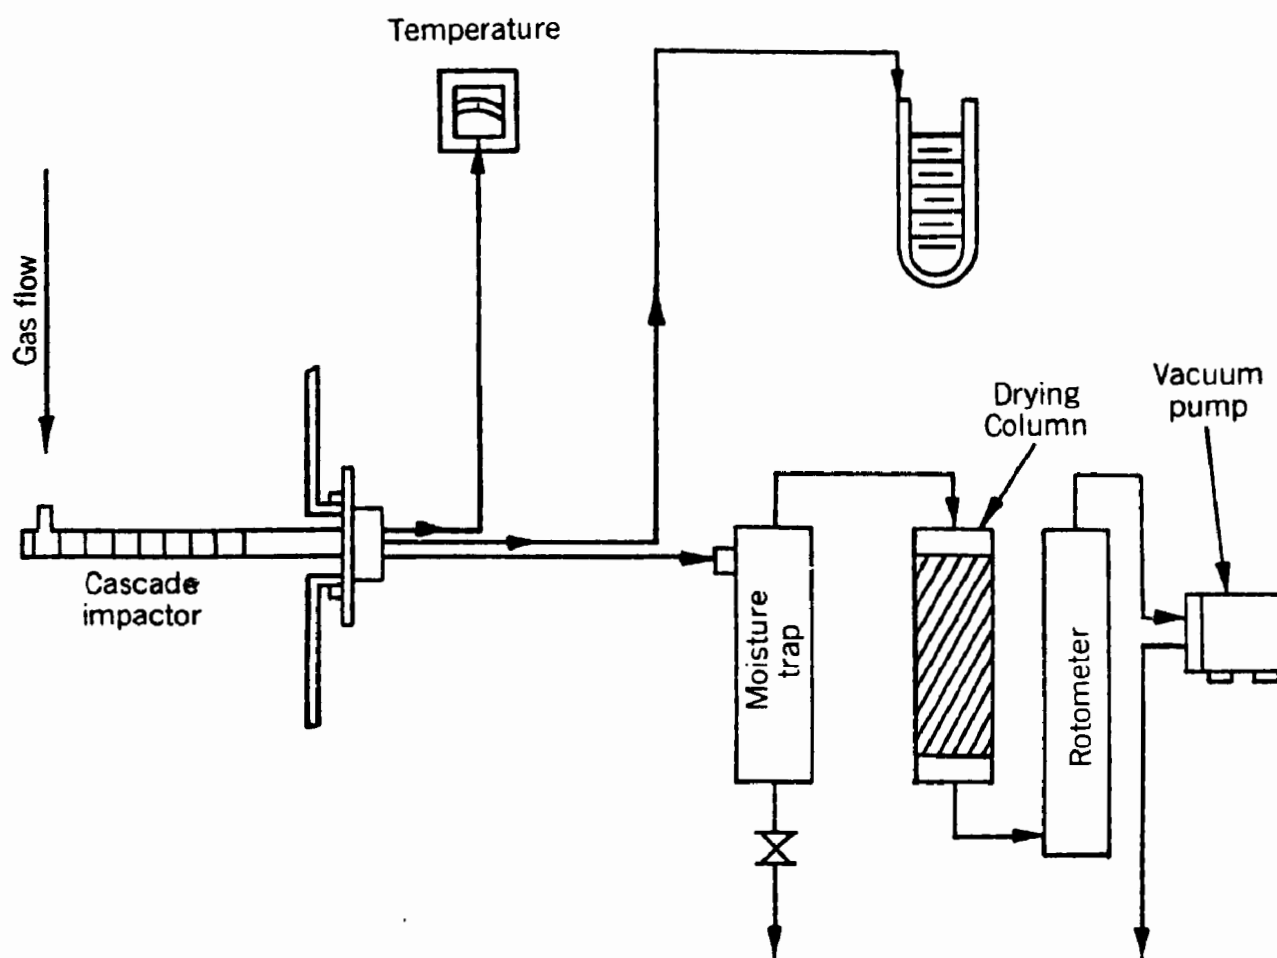 Temperature
Gas flow
Vacuum
pump
Drying
Column
Cascade
impactor
Moisture
trap
Rotometer